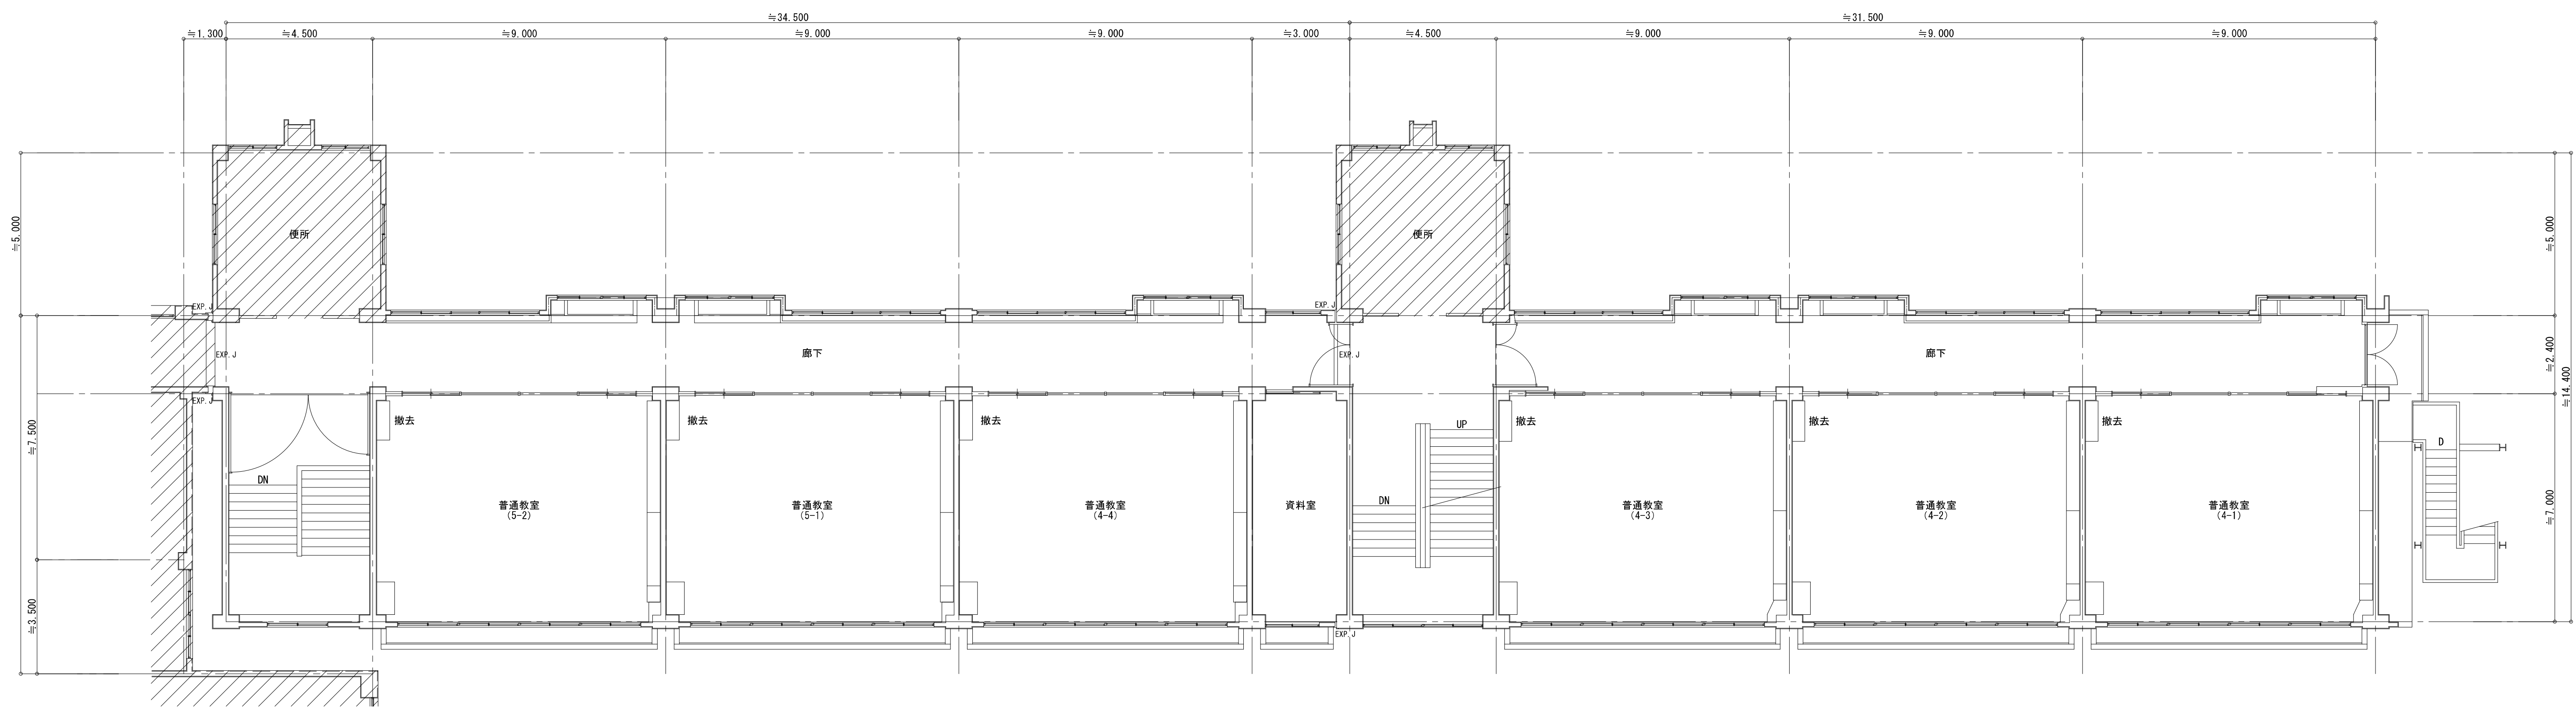 ≒34.500
≒31.500
≒1.300
≒4.500
≒9.000
≒9.000
≒9.000
≒3.000
≒4.500
≒9.000
≒9.000
≒9.000
≒5.000
便所
便所
≒5.000
EXP.J
EXP.J
EXP.J
廊下
EXP.J
廊下
≒2.400
≒14.400
EXP.J
≒7.500
撤去
撤去
撤去
UP
撤去
撤去
撤去
D
DN
DN
普通教室
(5-2)
普通教室
(5-1)
普通教室
(4-4)
資料室
普通教室
(4-3)
普通教室
(4-2)
普通教室
(4-1)
≒7.000
≒3.500
EXP.J